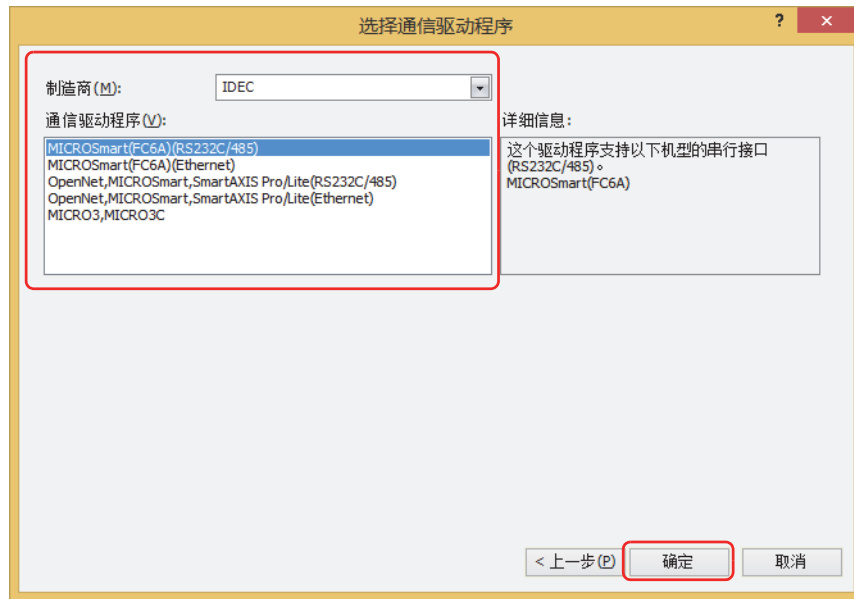 选择通信驱动程序
?
×
制造商(M):
IDEC
通信驱动程序(V):
MICROSmart(FC6A)(RS232C/485)
MICROSmart(FC6A)(Ethernet)
OpenNet,MICROSmart,SmartAXIS Pro/Lite(RS232C/485)
OpenNet,MICROSmart,SmartAXIS Pro/Lite(Ethernet)
MICRO3,MICRO3C
详细信息:
这个驱动程序支持以下机型的串行接口
(RS232C/485)。
MICROSmart(FC6A)
<上一步(P)
确定
取消